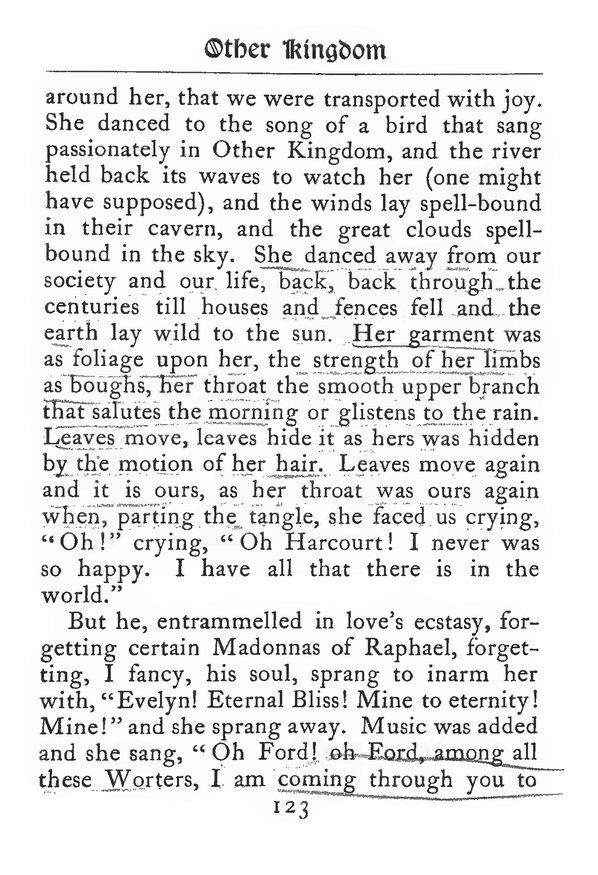 Other Kingdom
around her, that we were transported with joy.
She danced to the song of a bird that sang
passionately in Other Kingdom, and the river
held back its waves to watch her (one might
have supposed), and the winds lay spell-bound
in their cavern, and the great clouds spell-
bound in the sky. She danced away from our
society and our life, back, back through the
centuries till houses and fences fell and the
earth lay wild to the sun. Her garment was
as foliage upon her, the strength of her limbs
as boughs, her throat the smooth upper branch
that salutes the morning or glistens to the rain.
Leaves move, leaves hide it as hers was hidden
by the motion of her hair. Leaves move again
and it is ours, as her throat was ours again
when, parting the tangle, she faced us crying,
“Oh!” crying, “Oh Harcourt! I never was
so happy. I have all that there is in the
world.”
But he, entrammelled in love’s ecstasy, for-
getting certain Madonnas of Raphael, forget-
ting, I fancy, his soul, sprang to inarm her
with, “Evelyn! Eternal Bliss! Mine to eternity!
Mine!” and she sprang away. Music was added
and she sang, “Oh Ford! oh Ford, among all
these Worters, I am coming through you to
123